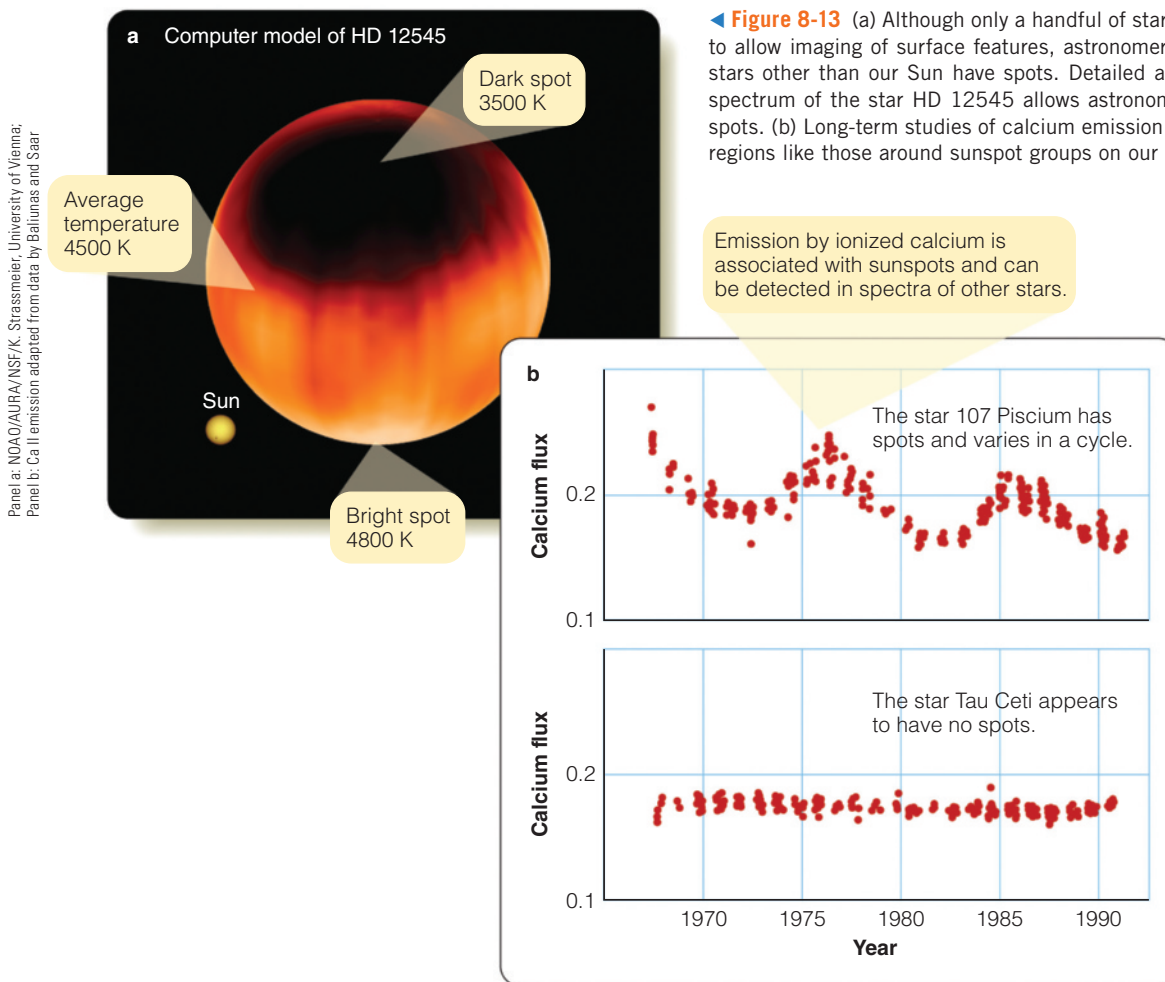 ◀ Figure 8-13 (a) Although only a handful of star
to allow imaging of surface features, astronomer
stars other than our Sun have spots. Detailed a
spectrum of the star HD 12545 allows astronom
spots. (b) Long-term studies of calcium emission
regions like those around sunspot groups on our
Panel a: NOAO/AURA/NSF/K. Strassmeier, University of Vienna;
Panel b: Ca II emission adapted from data by Baliunas and Saar
a Computer model of HD 12545
Dark spot
3500 K
Average
temperature
4500 K
Sun
Bright spot
4800 K
Emission by ionized calcium is
associated with sunspots and can
be detected in spectra of other stars.
b
The star 107 Piscium has
spots and varies in a cycle.
Calcium flux
0.2
0.1
The star Tau Ceti appears
to have no spots.
Calcium flux
0.2
0.1
1970 1975 1980 1985 1990
Year